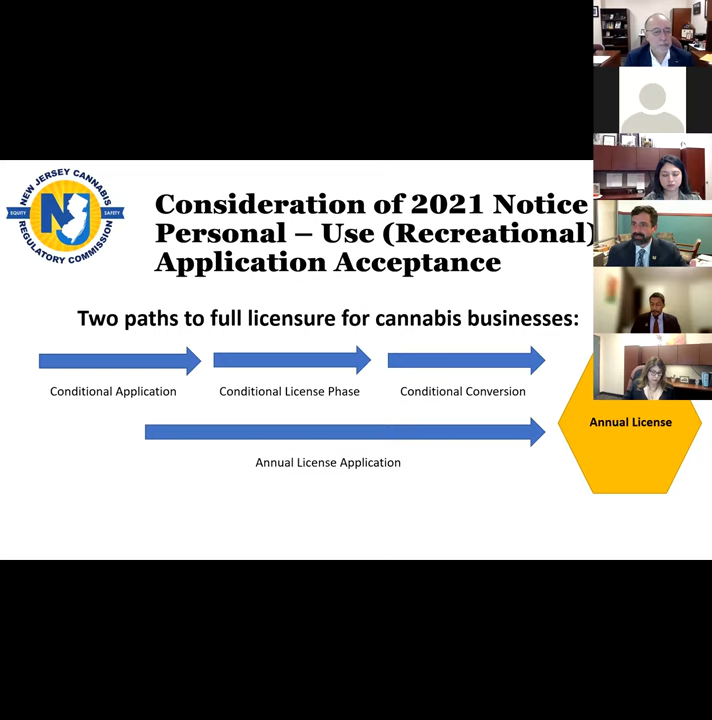 NEW JERSEY CANNABIS
EQUITY
SAFETY
REGULATORY COMMISSION
NJ
Consideration of 2021 Notice
Personal – Use (Recreational)
Application Acceptance
Two paths to full licensure for cannabis businesses:
Conditional Application
Conditional License Phase
Conditional Conversion
Annual License
Annual License Application